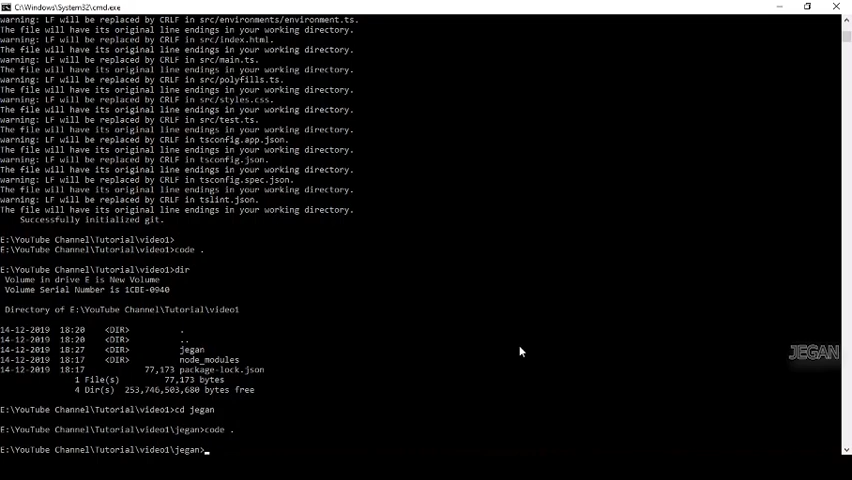 C:\Windows\System32\cmd.exe
warning: LF will be replaced by CRLF in src/environments/environment.ts.
The file will have its original line endings in your working directory.
warning: LF will be replaced by CRLF in src/index.html.
The file will have its original line endings in your working directory.
warning: LF will be replaced by CRLF in src/main.ts.
The file will have its original line endings in your working directory.
warning: LF will be replaced by CRLF in src/polyfills.ts.
The file will have its original line endings in your working directory.
warning: LF will be replaced by CRLF in src/styles.css.
The file will have its original line endings in your working directory.
warning: LF will be replaced by CRLF in src/test.ts.
The file will have its original line endings in your working directory.
warning: LF will be replaced by CRLF in tsconfig.app.json.
The file will have its original line endings in your working directory.
warning: LF will be replaced by CRLF in tsconfig.json.
The file will have its original line endings in your working directory.
warning: LF will be replaced by CRLF in tsconfig.spec.json.
The file will have its original line endings in your working directory.
warning: LF will be replaced by CRLF in tslint.json.
The file will have its original line endings in your working directory.
Successfully initialized git.
E:\YouTube Channel\Tutorial\video1>
E:\YouTube Channel\Tutorial\video1>code .
E:\YouTube Channel\Tutorial\video1>dir
Volume in drive E is New Volume
Volume Serial Number is 1CBE-0940
Directory of E:\YouTube Channel\Tutorial\video1
14-12-2019 18:20 <DIR> .
14-12-2019 18:20 <DIR> ..
14-12-2019 18:27 <DIR> jegan
14-12-2019 18:17 <DIR> node_modules
14-12-2019 18:17 77,173 package-lock.json
1 File(s) 77,173 bytes
4 Dir(s) 253,746,503,680 bytes free
E:\YouTube Channel\Tutorial\video1>cd jegan
E:\YouTube Channel\Tutorial\video1\jegan>code .
E:\YouTube Channel\Tutorial\video1\jegan>
JEGAN